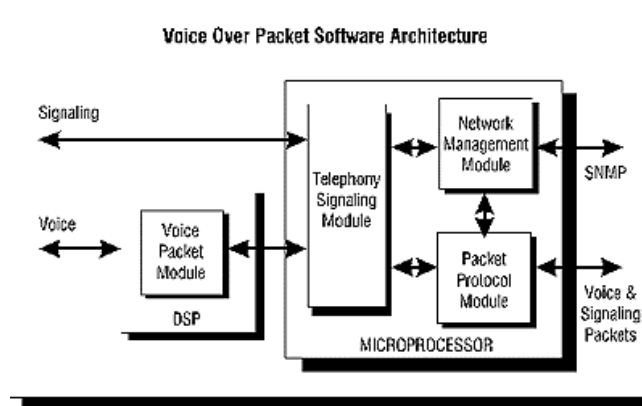 Voice Over Packet Software Architecture
Signaling
Network
Management
Module
SNMP
Telephony
Signaling
Module
Voice
Voice
Packet
Module
Packet
Protocol
Module
Voice &
Signaling
Packets
DSP
MICROPROCESSOR